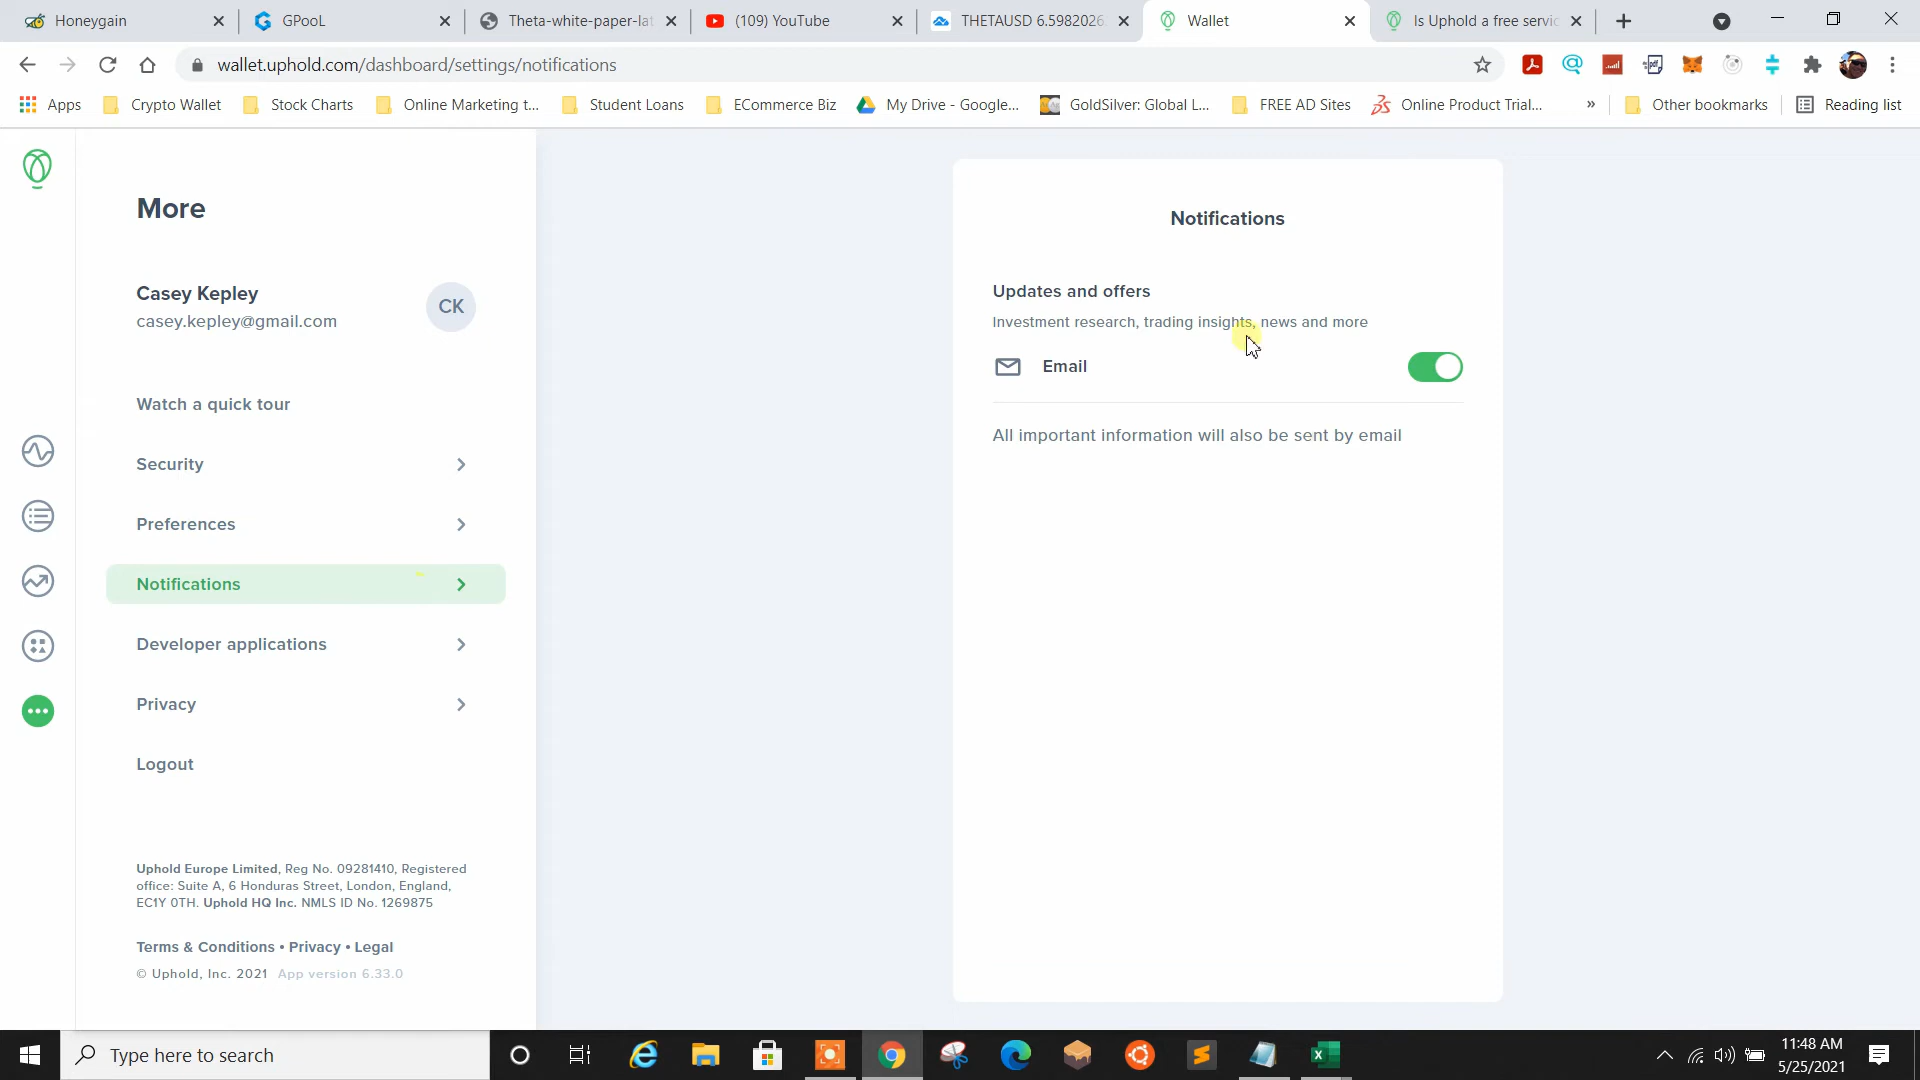 Honeygain
GPooL
Theta-white-paper-lat
(109) YouTube
THETAUSD 6.5982026
Wallet
Is Uphold a free servic
wallet.uphold.com/dashboard/settings/notifications
Apps
Crypto Wallet
Stock Charts
Online Marketing t...
Student Loans
ECommerce Biz
My Drive - Google...
GoldSilver: Global L...
FREE AD Sites
Online Product Trial...
»
Other bookmarks
Reading list
More
Casey Kepley
casey.kepley@gmail.com
CK
Watch a quick tour
Security
Preferences
Notifications
Developer applications
Privacy
Logout
Uphold Europe Limited, Reg No. 09281410, Registered
office: Suite A, 6 Honduras Street, London, England,
EC1Y 0TH. Uphold HQ Inc. NMLS ID No. 1269875
Terms & Conditions • Privacy • Legal
© Uphold, Inc. 2021 App version 6.33.0
Notifications
Updates and offers
Investment research, trading insights, news and more
Email
All important information will also be sent by email
Type here to search
11:48 AM
5/25/2021